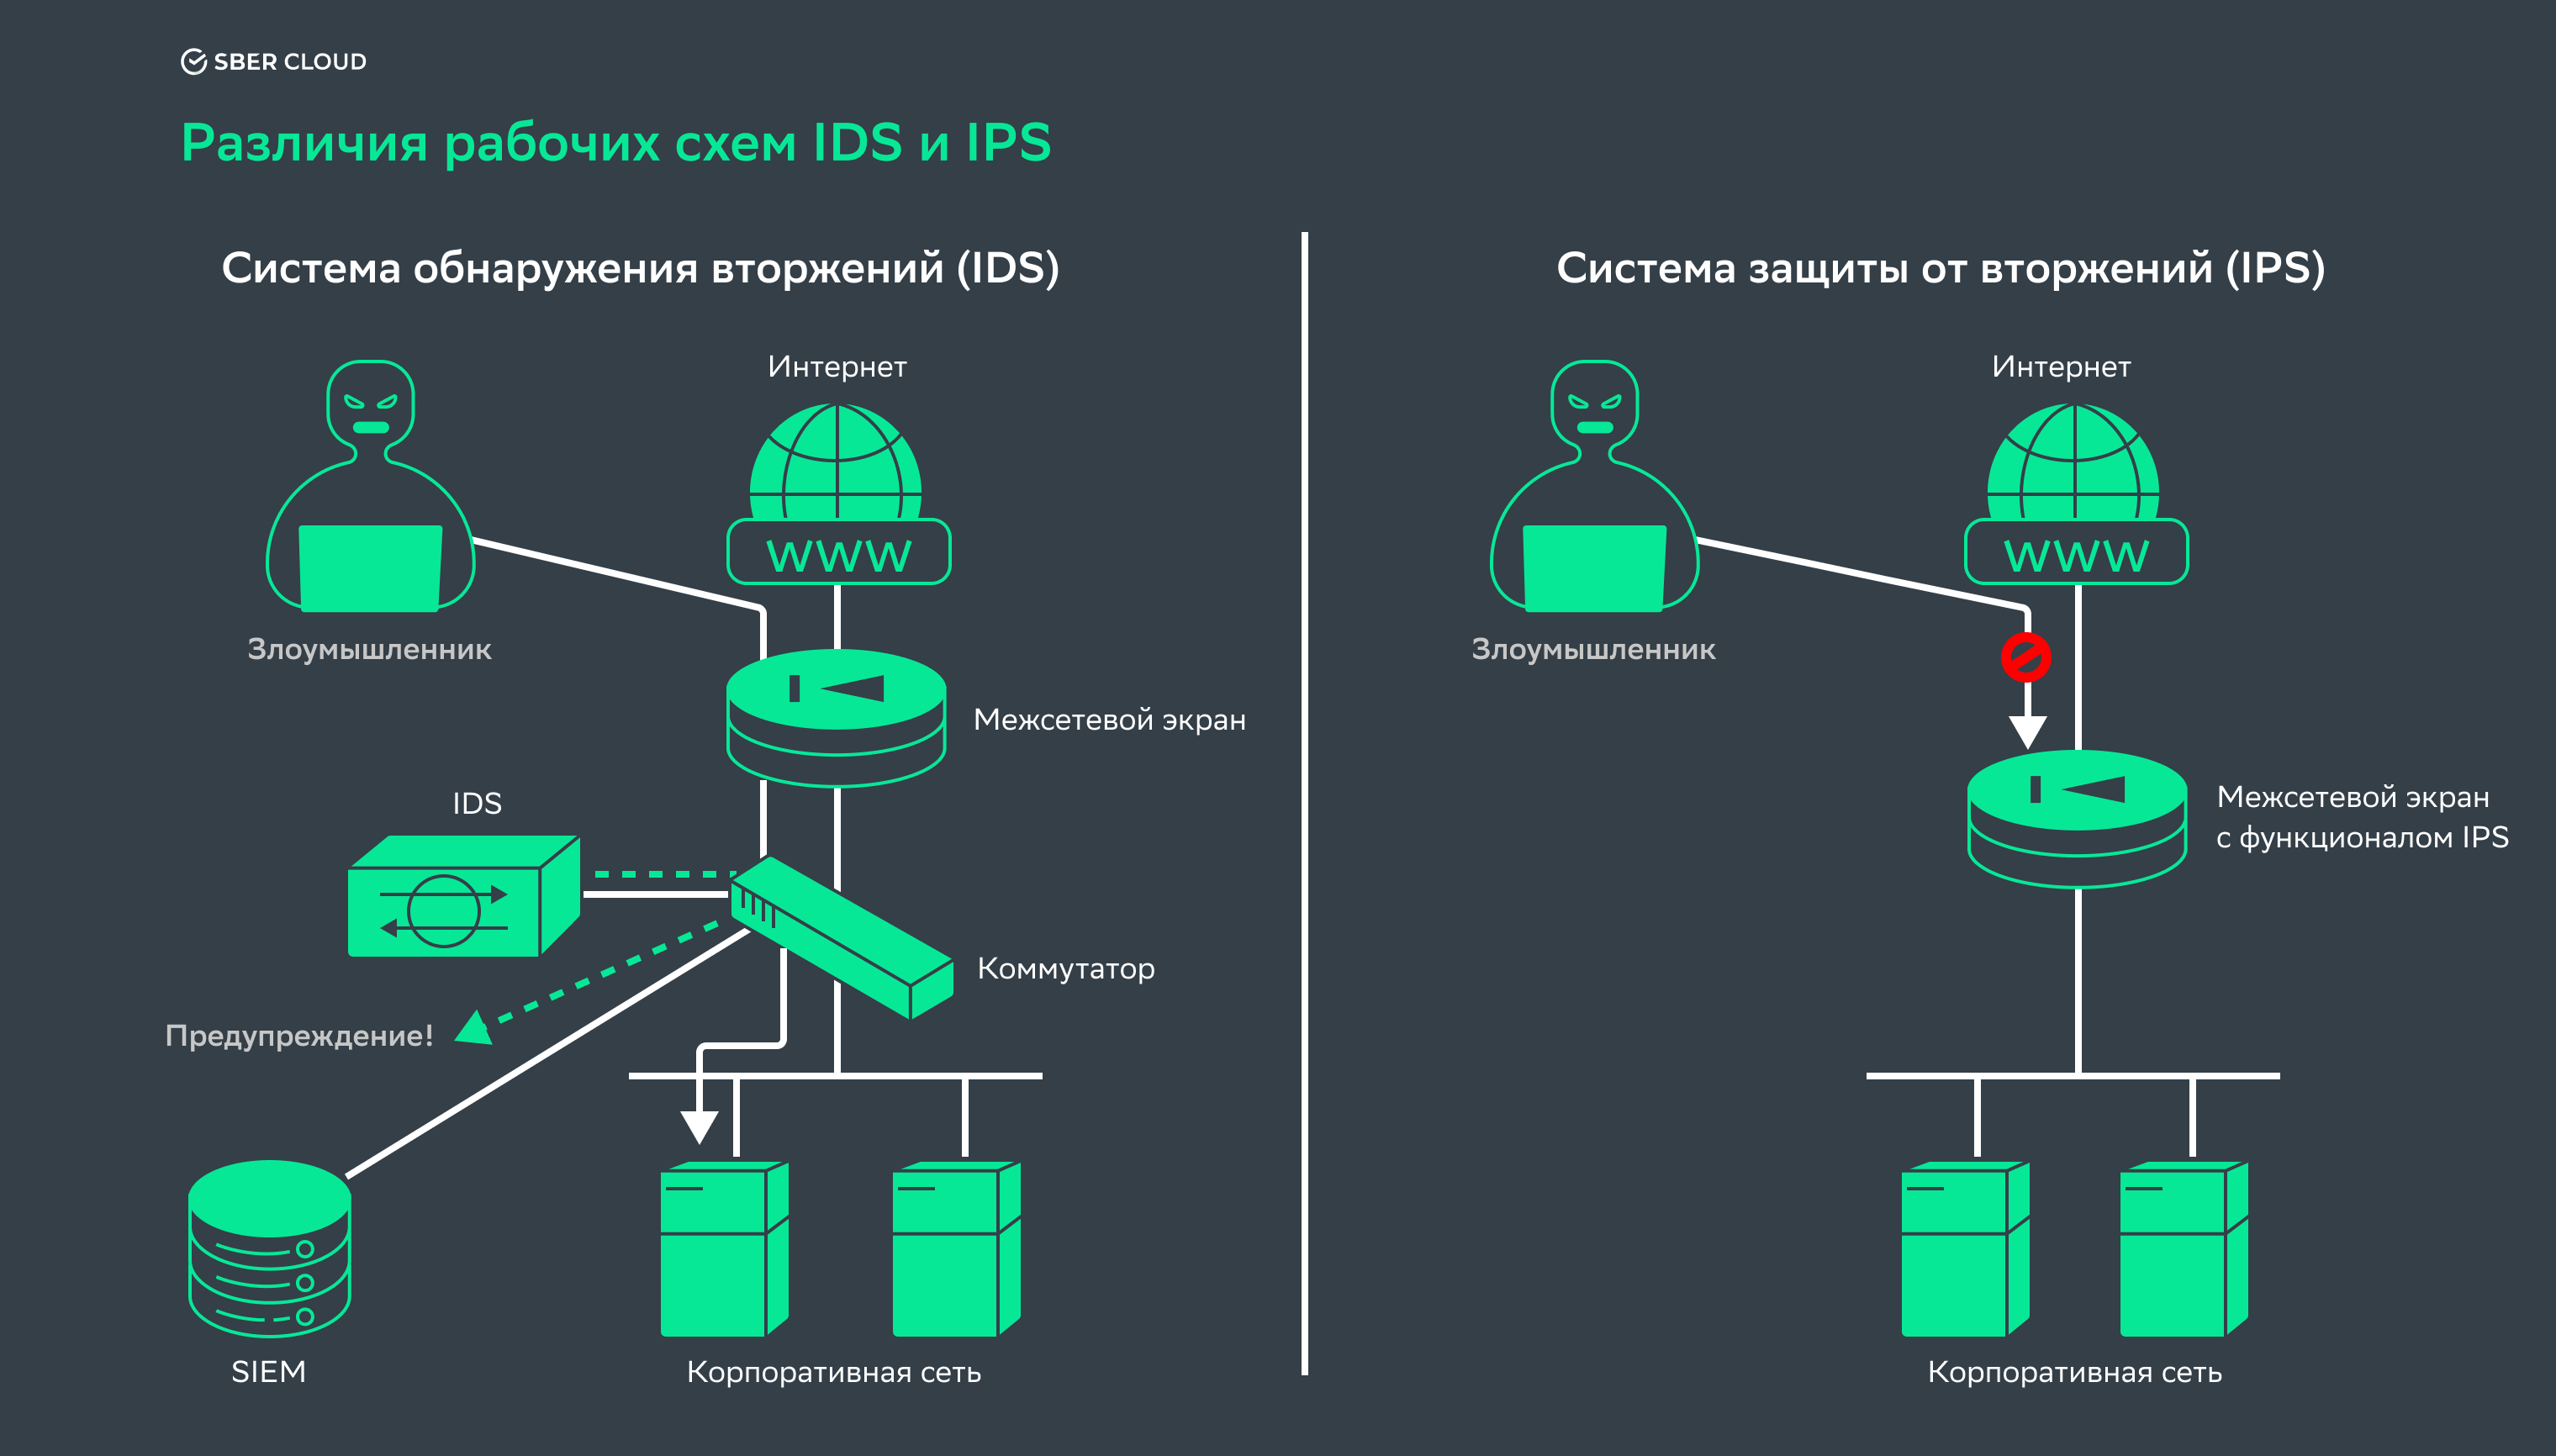 SBER CLOUD
Различия рабочих схем IDS и IPS
Система обнаружения вторжений (IDS)
Интернет
www
Злоумышленник
Межсетевой экран
IDS
Коммутатор
Предупреждение!
SIEM
Корпоративная сеть
Система защиты от вторжений (IPS)
Интернет
www
Злоумышленник
Межсетевой экран
с функционалом IPS
Корпоративная сеть